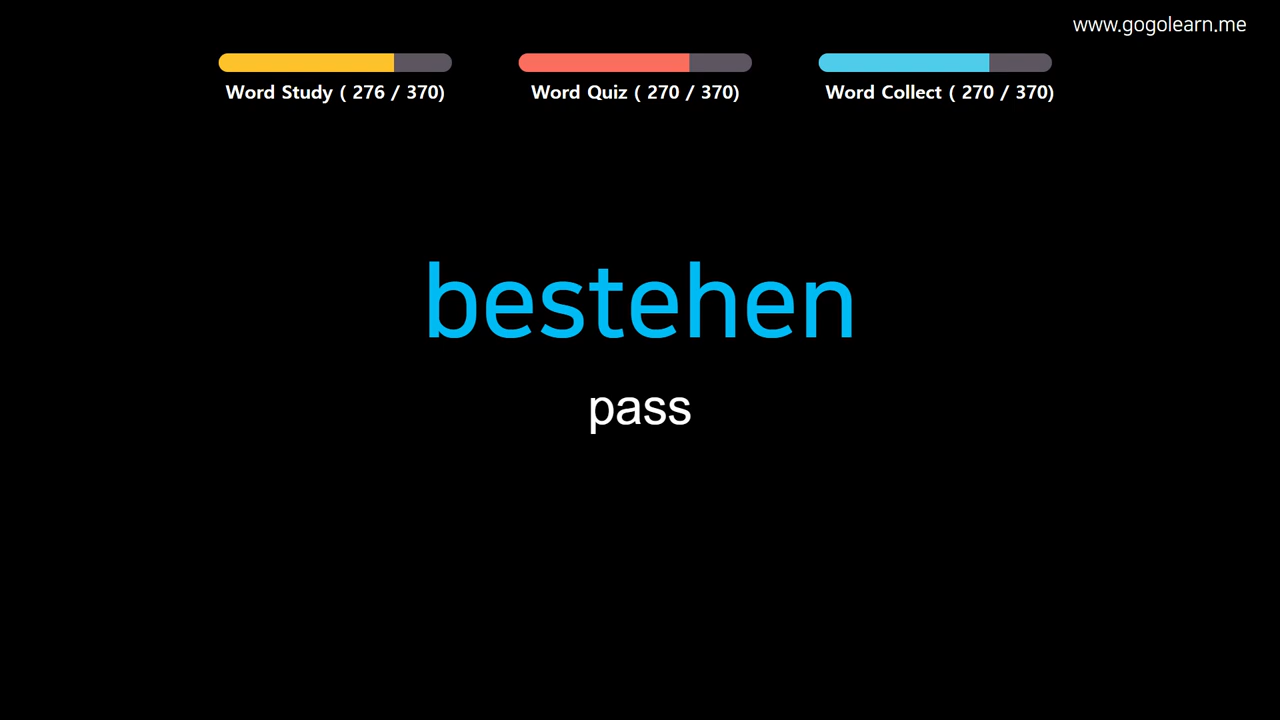 www.gogolearn.me
Word Study ( 276 / 370)
Word Quiz ( 270 / 370)
Word Collect ( 270 / 370)
bestehen
pass